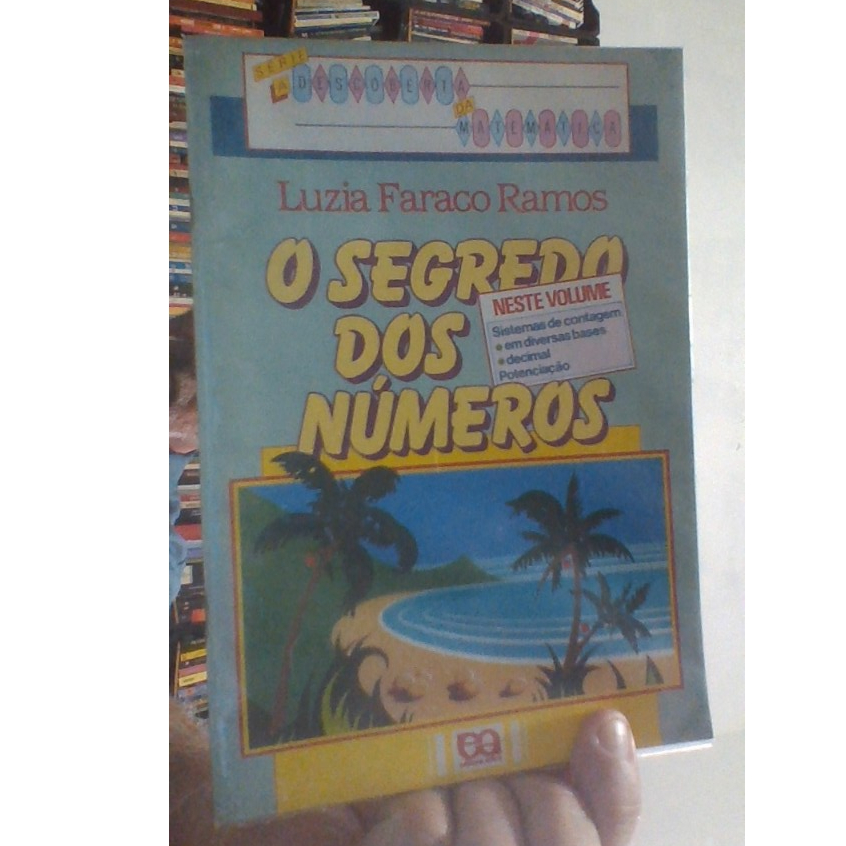 SÉRIE
A DESCOBERTA
DA
MATEMÁTICA
Luzia Faraco Ramos
O SEGREDO
DOS
NÚMEROS
NESTE VOLUME
Sistemas de contagem
• em diversas bases
• decimal
Potenciação